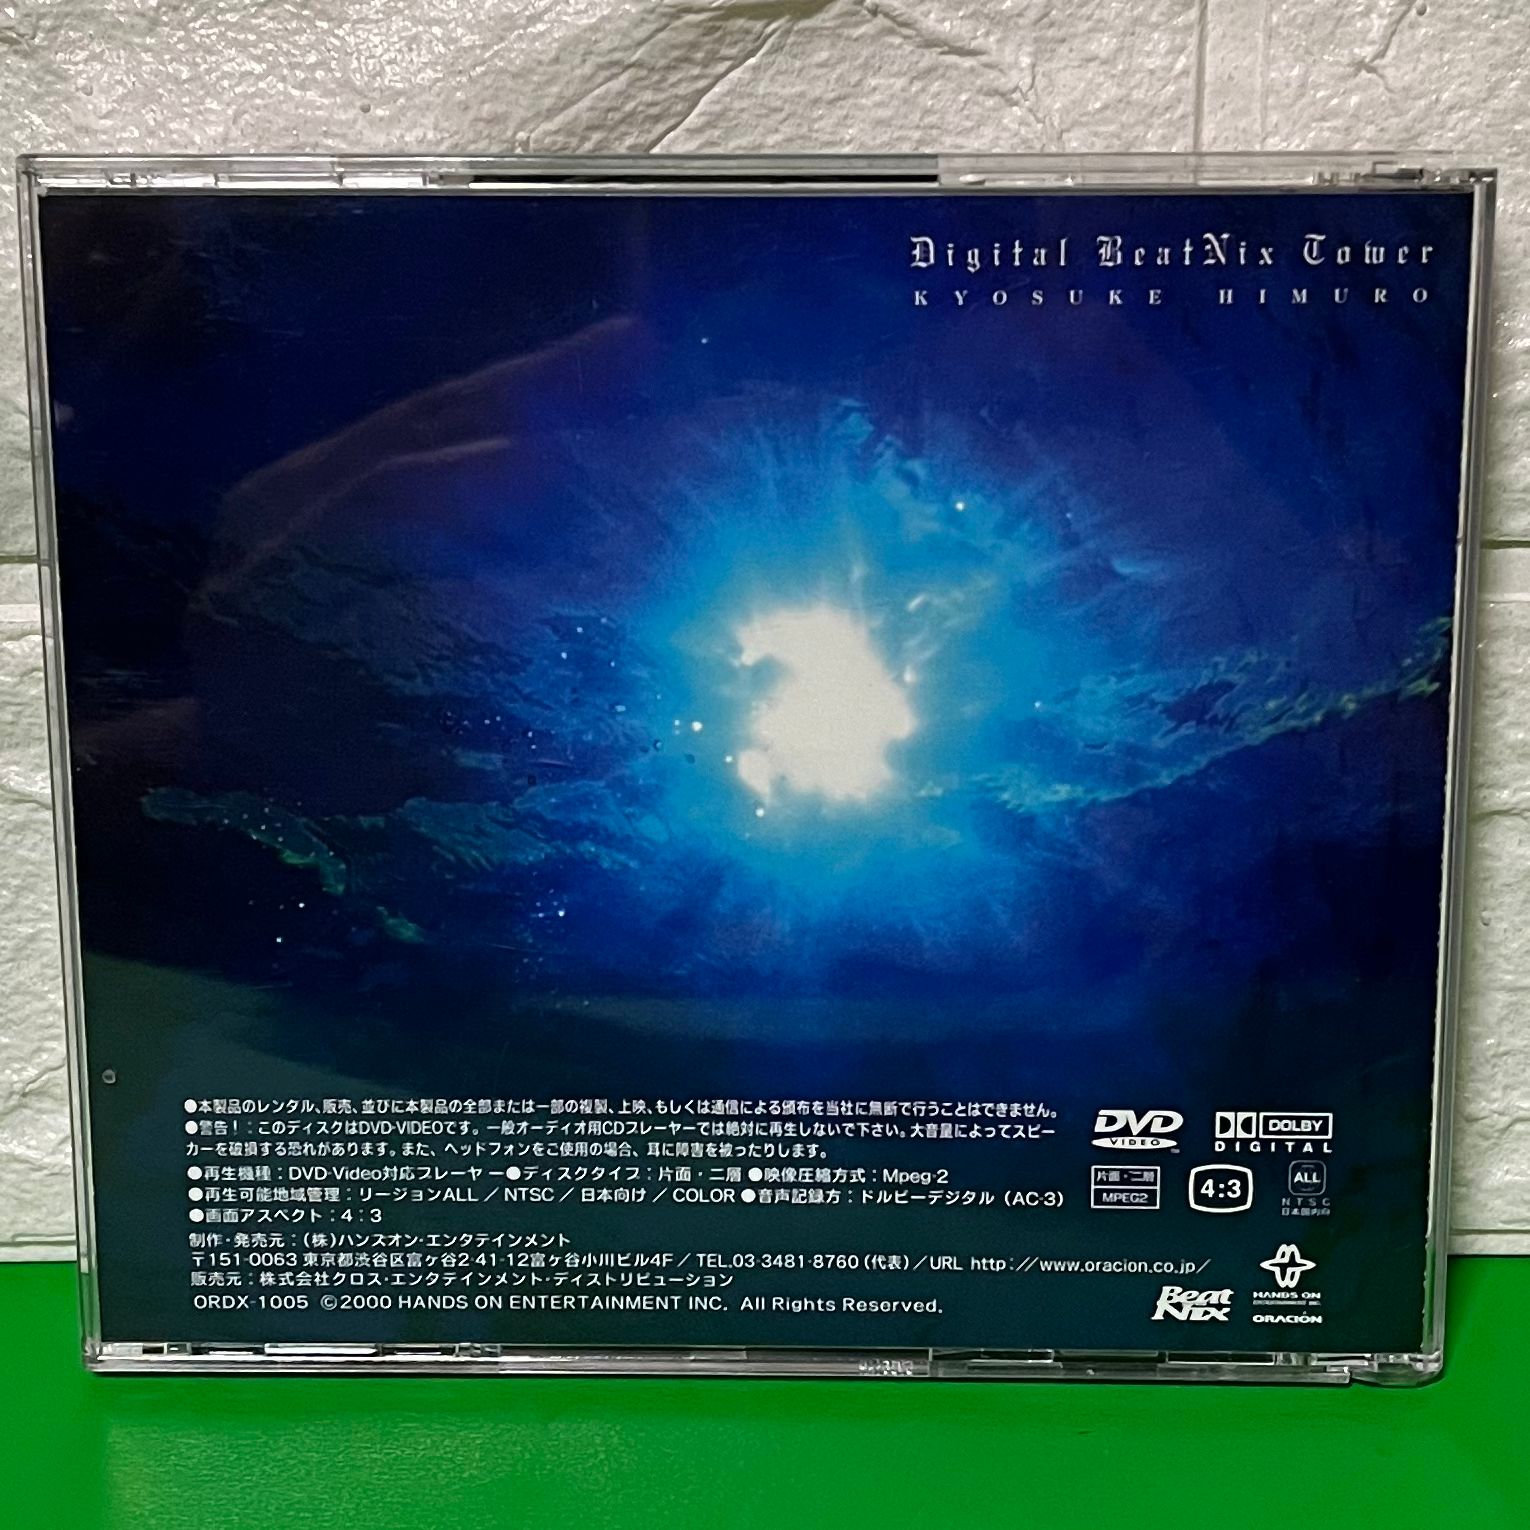 Digital BeatNix Tower
KYOSUKE HIMURO
●本製品のレンタル、販売、並びに本製品の全部または一部の複製、上映、もしくは通信による頒布を当社に無断で行うことはできません。
●警告！：このディスクはDVD-VIDEOです。一般オーディオ用CDプレーヤーでは絶対に再生しないで下さい。大音量によってスピー
カーを破損する恐れがあります。また、ヘッドフォンをご使用の場合、耳に障害を被ったりします。
●再生機種：DVD-Video対応プレーヤー●ディスクタイプ：片面・二層 ●映像圧縮方式：Mpeg-2
●再生可能地域管理：リージョンALL／NTSC／日本向け／COLOR ●音声記録方：ドルビーデジタル（AC-3）
●画面アスペクト：4：3
制作・発売元：（株）ハンズオン・エンタテインメント
〒151-0063 東京都渋谷区富ヶ谷2-41-12富ヶ谷小川ビル4F／TEL.03-3481-8760（代表）／URL http://www.oracion.co.jp/
販売元：株式会社クロス・エンタテインメント・ディストリビューション
ORDX-1005 ©2000 HANDS ON ENTERTAINMENT INC. All Rights Reserved.
DVD
VIDEO
DOLBY
DIGITAL
片面・二層
MPEG2
4:3
ALL
NTSC
日本国内向
Beat
Nix
HANDS ON
ENTERTAINMENT INC.
ORACIÓN